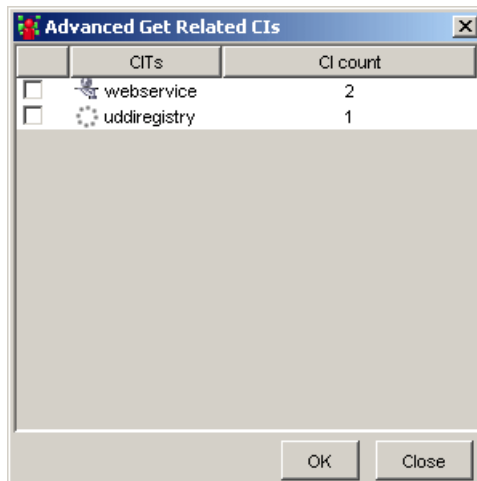 Advanced Get Related CIs
CITs CI count
webservice 2
uddiregistry 1
OK Close